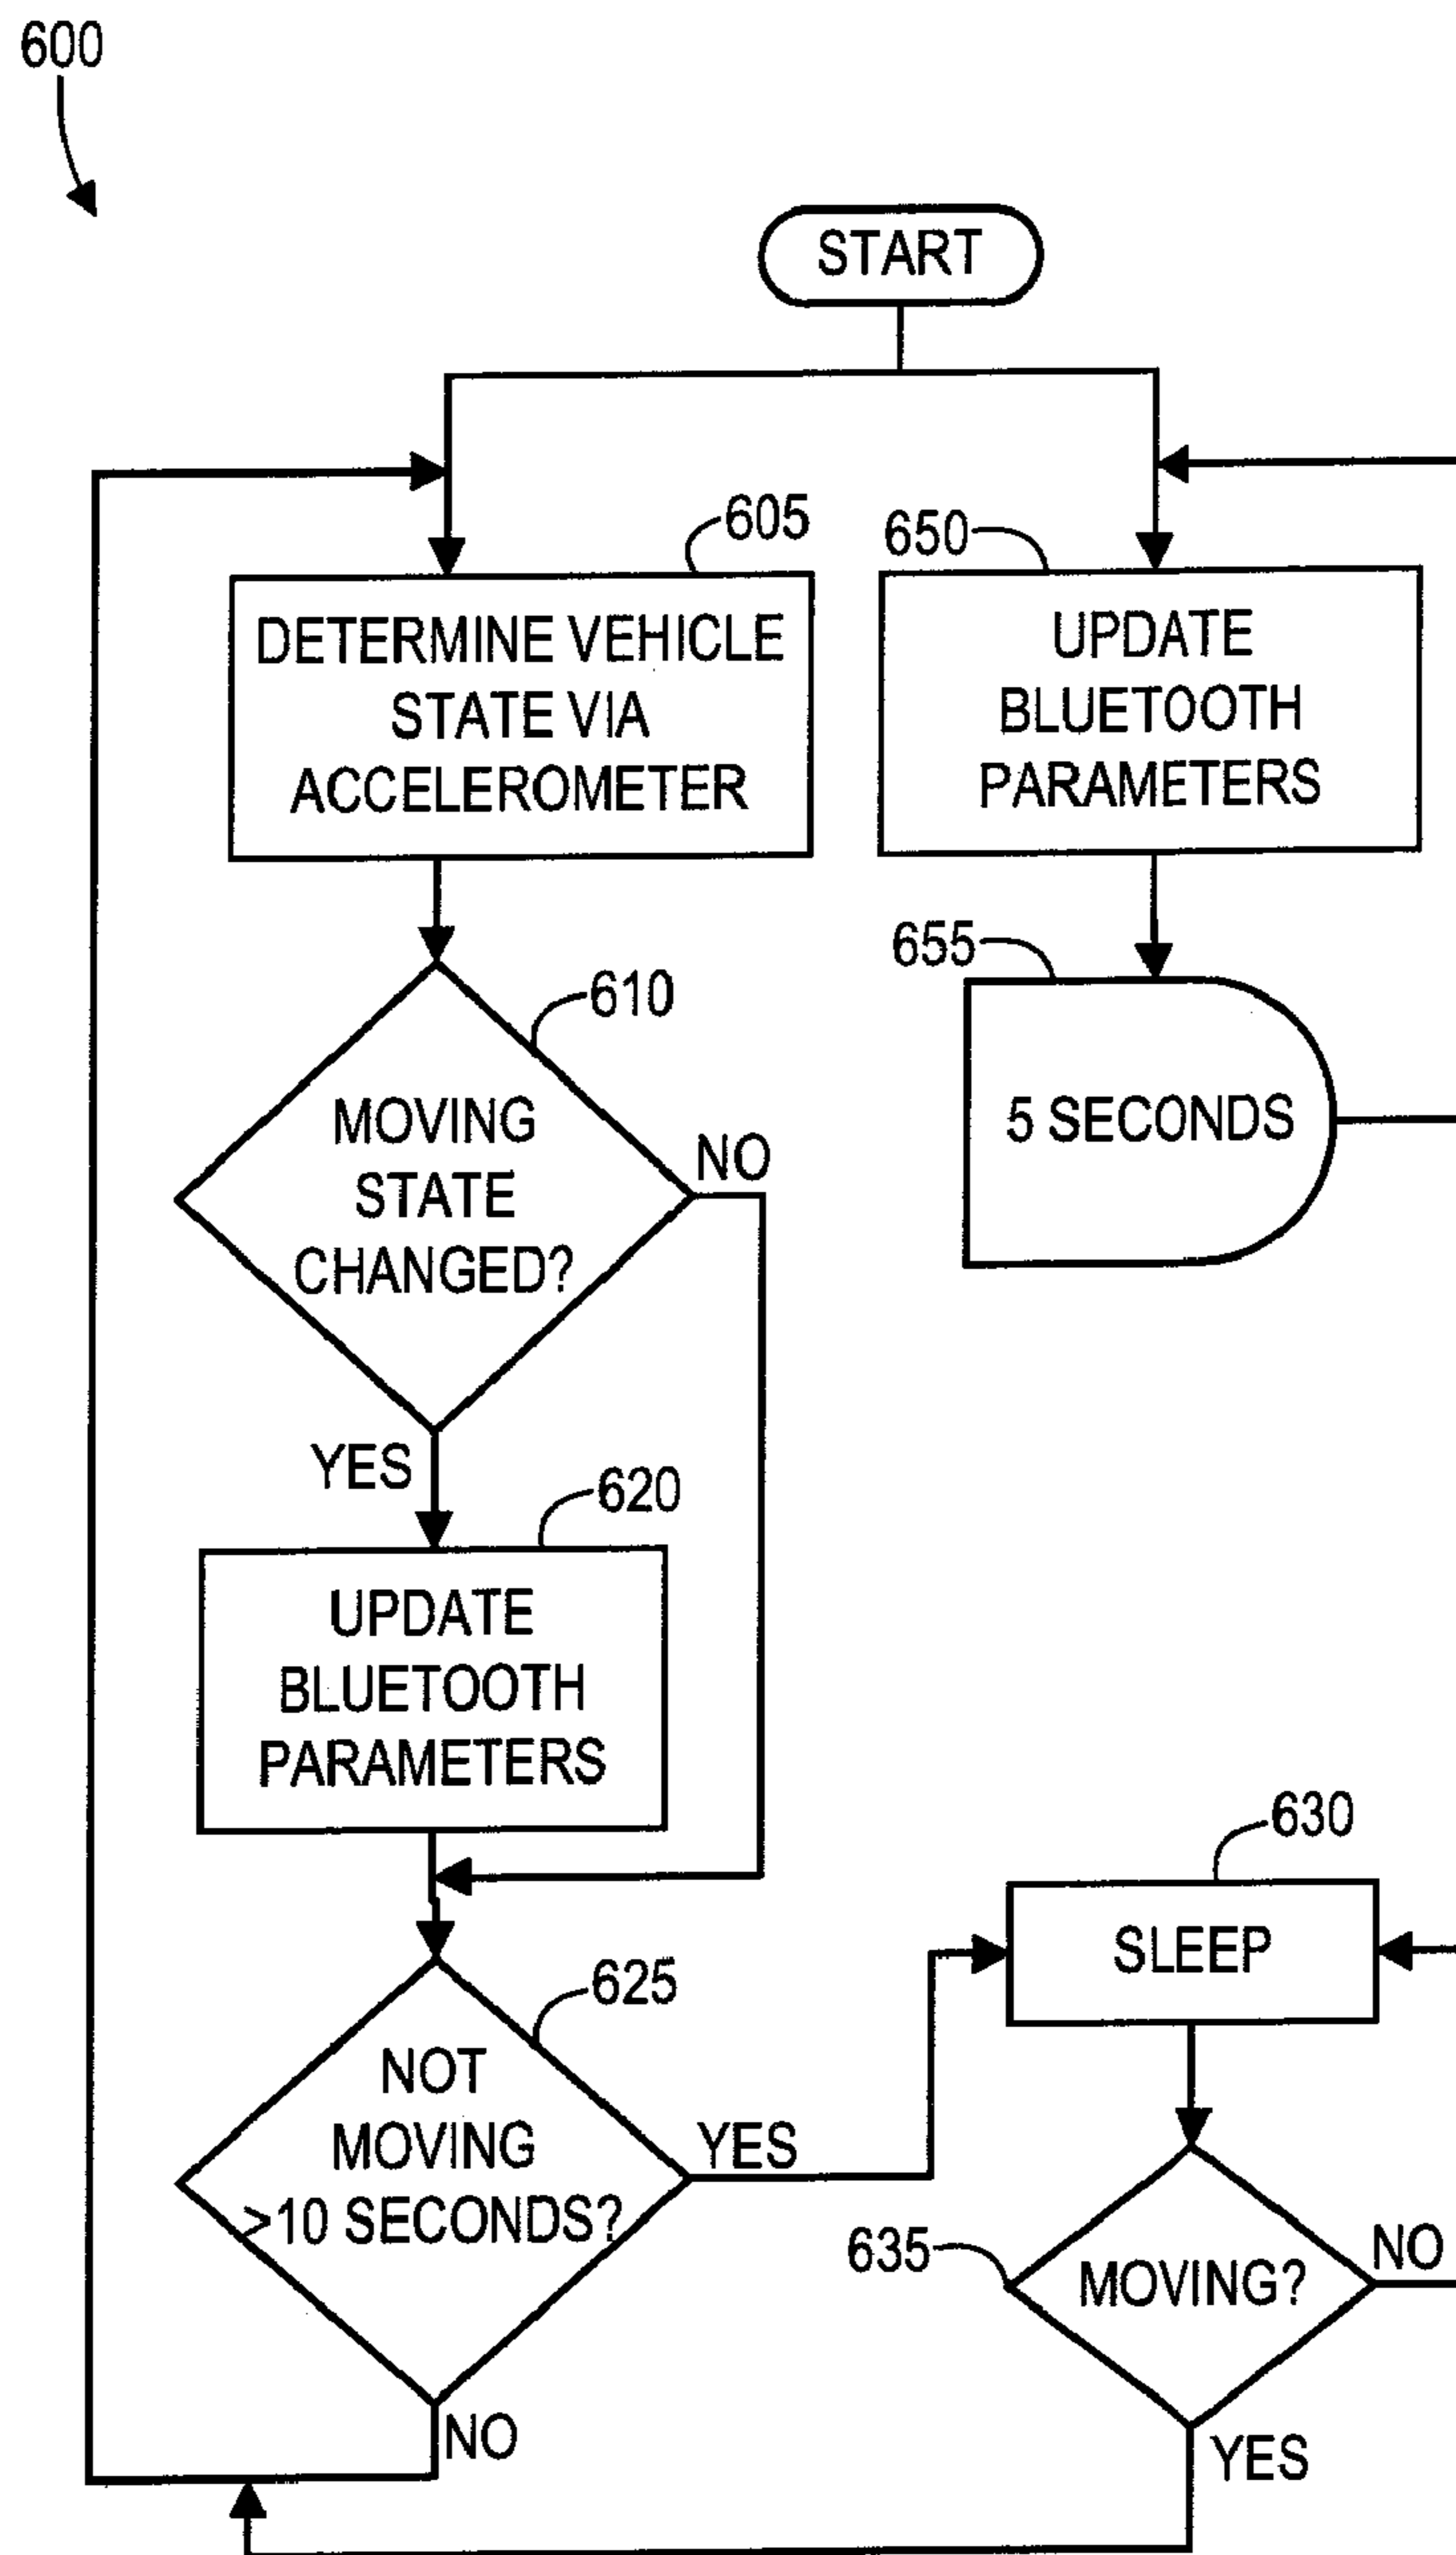 600
START
605
DETERMINE VEHICLE
STATE VIA
ACCELEROMETER
650
UPDATE
BLUETOOTH
PARAMETERS
655
5 SECONDS
610
MOVING
STATE
CHANGED?
NO
YES
620
UPDATE
BLUETOOTH
PARAMETERS
625
NOT
MOVING
>10 SECONDS?
YES
NO
630
SLEEP
635
MOVING?
NO
YES